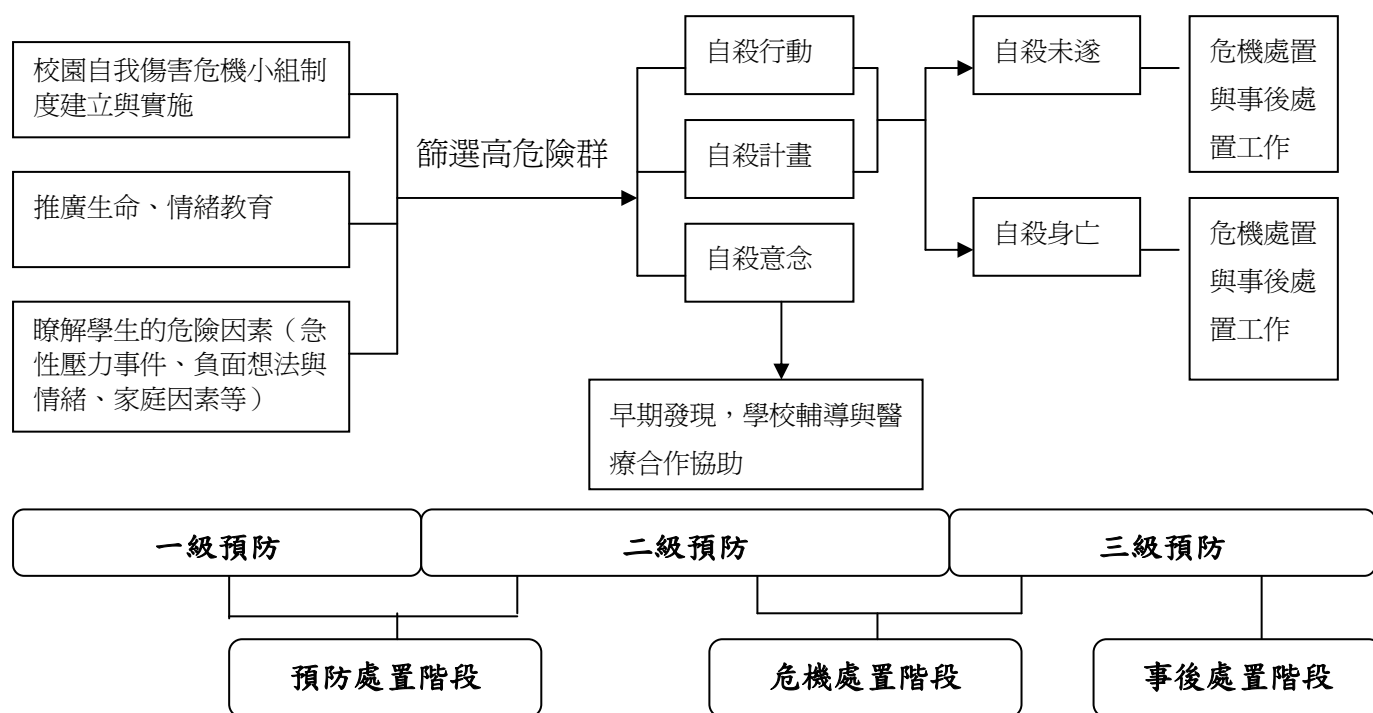 校園自我傷害危機小組制
度建立與實施
推廣生命、情緒教育
瞭解學生的危險因素（急
性壓力事件、負面想法與
情緒、家庭因素等）
篩選高危險群
自殺行動
自殺計畫
自殺意念
早期發現，學校輔導與醫
療合作協助
自殺未遂
自殺身亡
危機處置
與事後處
置工作
危機處置
與事後處
置工作
一級預防
二級預防
三級預防
預防處置階段
危機處置階段
事後處置階段